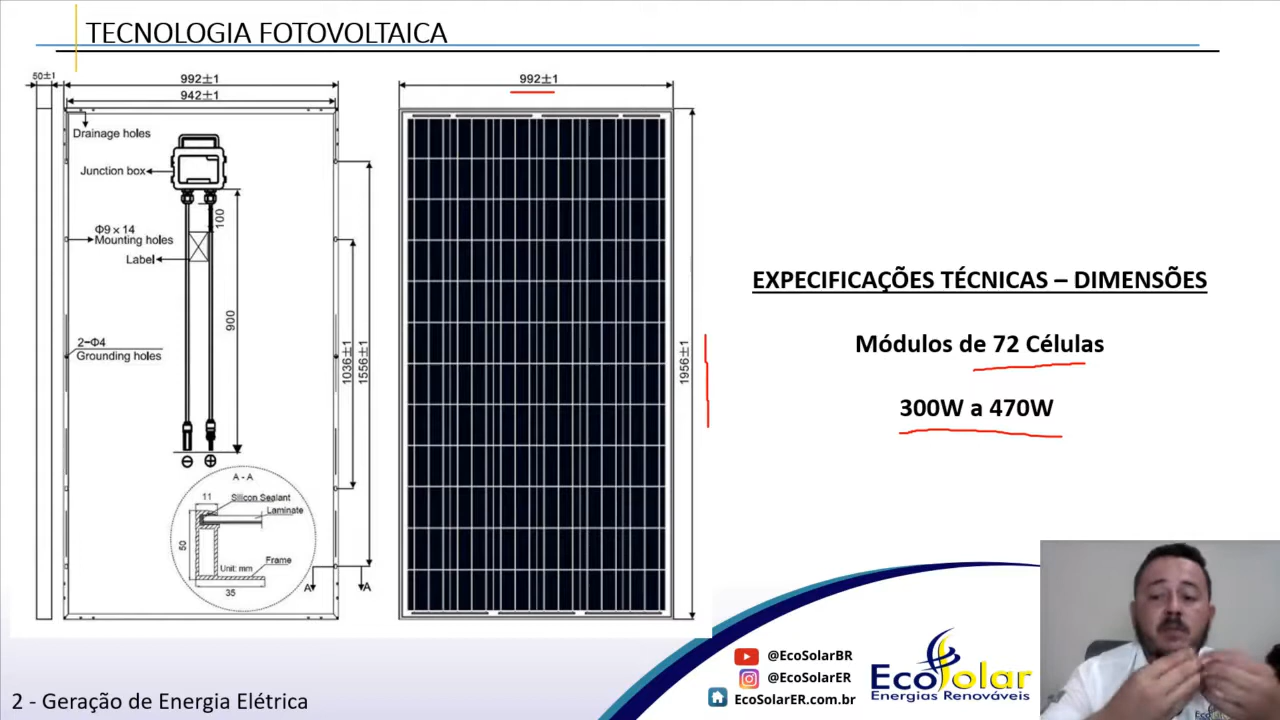 TECNOLOGIA FOTOVOLTAICA
50±1
992±1
942±1
Drainage holes
Junction box
100
Φ9 x 14
Mounting holes
Label
900
2-Φ4
Grounding holes
1036±1
1556±1
A - A
11
Silicon Sealant
Laminate
50
Frame
Unit: mm
35
A
A
992±1
1956±1
EXPECIFICAÇÕES TÉCNICAS – DIMENSÕES
Módulos de 72 Células
300W a 470W
@EcoSolarBR
@EcoSolarER
EcoSolarER.com.br
EcoSolar
Energias Renováveis
2 - Geração de Energia Elétrica